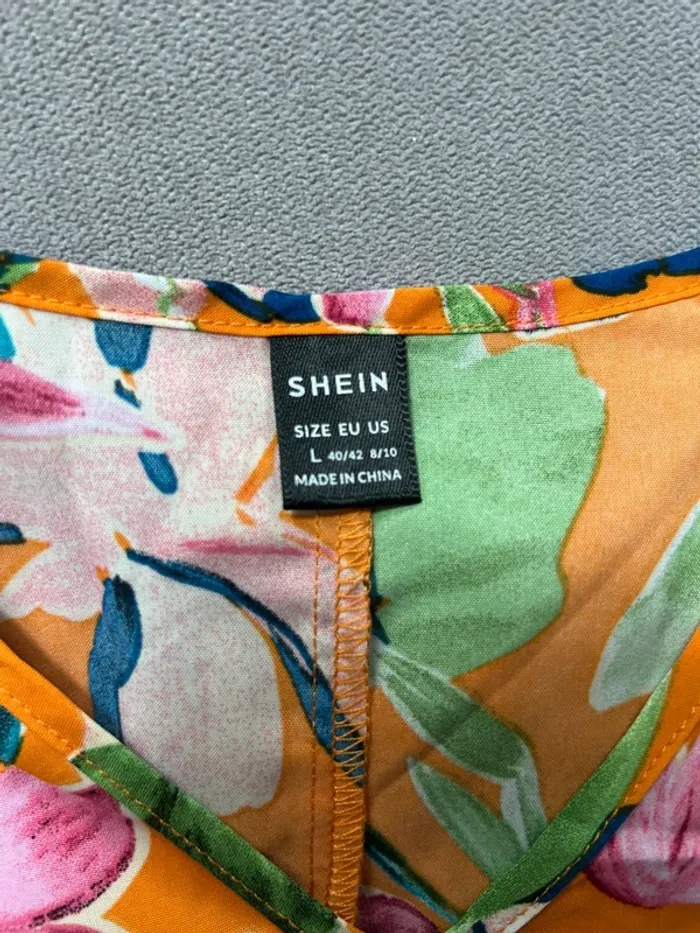 SHEIN
SIZE EU US
L 40/42 8/10
MADE IN CHINA